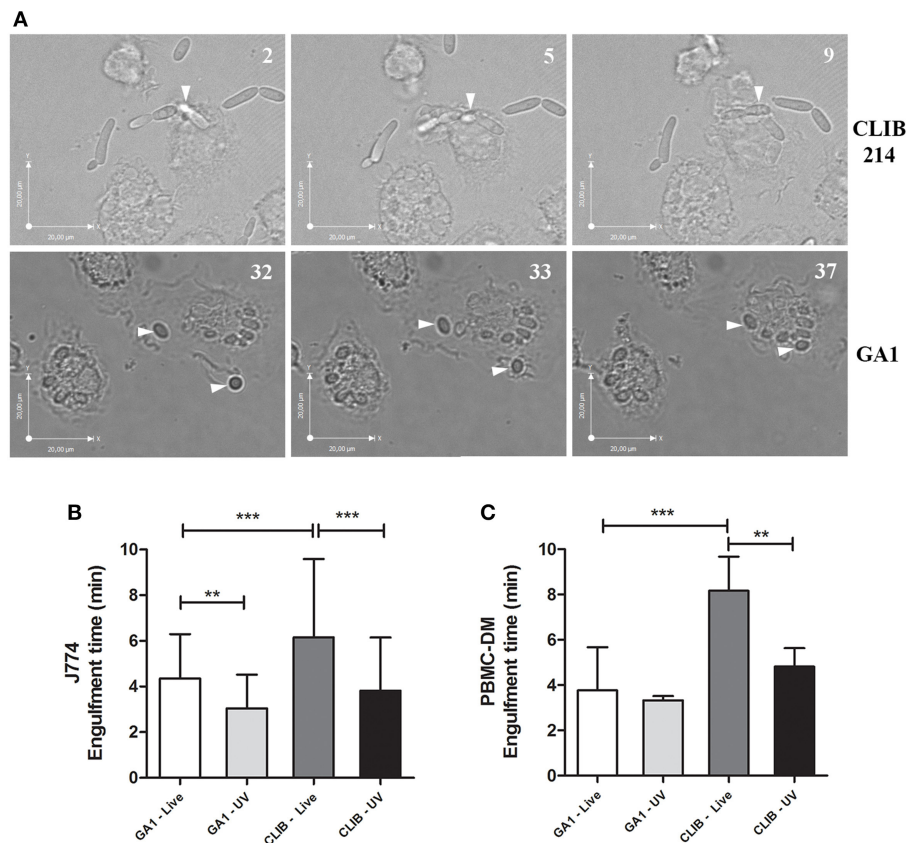 A
2
5
9
CLIB
214
Y
20,00 µm
20,00 µm
X
Y
20,00 µm
20,00 µm
X
Y
20,00 µm
20,00 µm
X
32
33
37
GA1
Y
20,00 µm
20,00 µm
X
Y
20,00 µm
20,00 µm
X
Y
20,00 µm
20,00 µm
X
B
***
***
**
J774
Engulfment time (min)
10
8
6
4
2
0
GA1 - Live
GA1 - UV
CLIB - Live
CLIB - UV
C
***
**
PBMC-DM
Engulfment time (min)
10
8
6
4
2
0
GA1 - Live
GA1 - UV
CLIB - Live
CLIB - UV